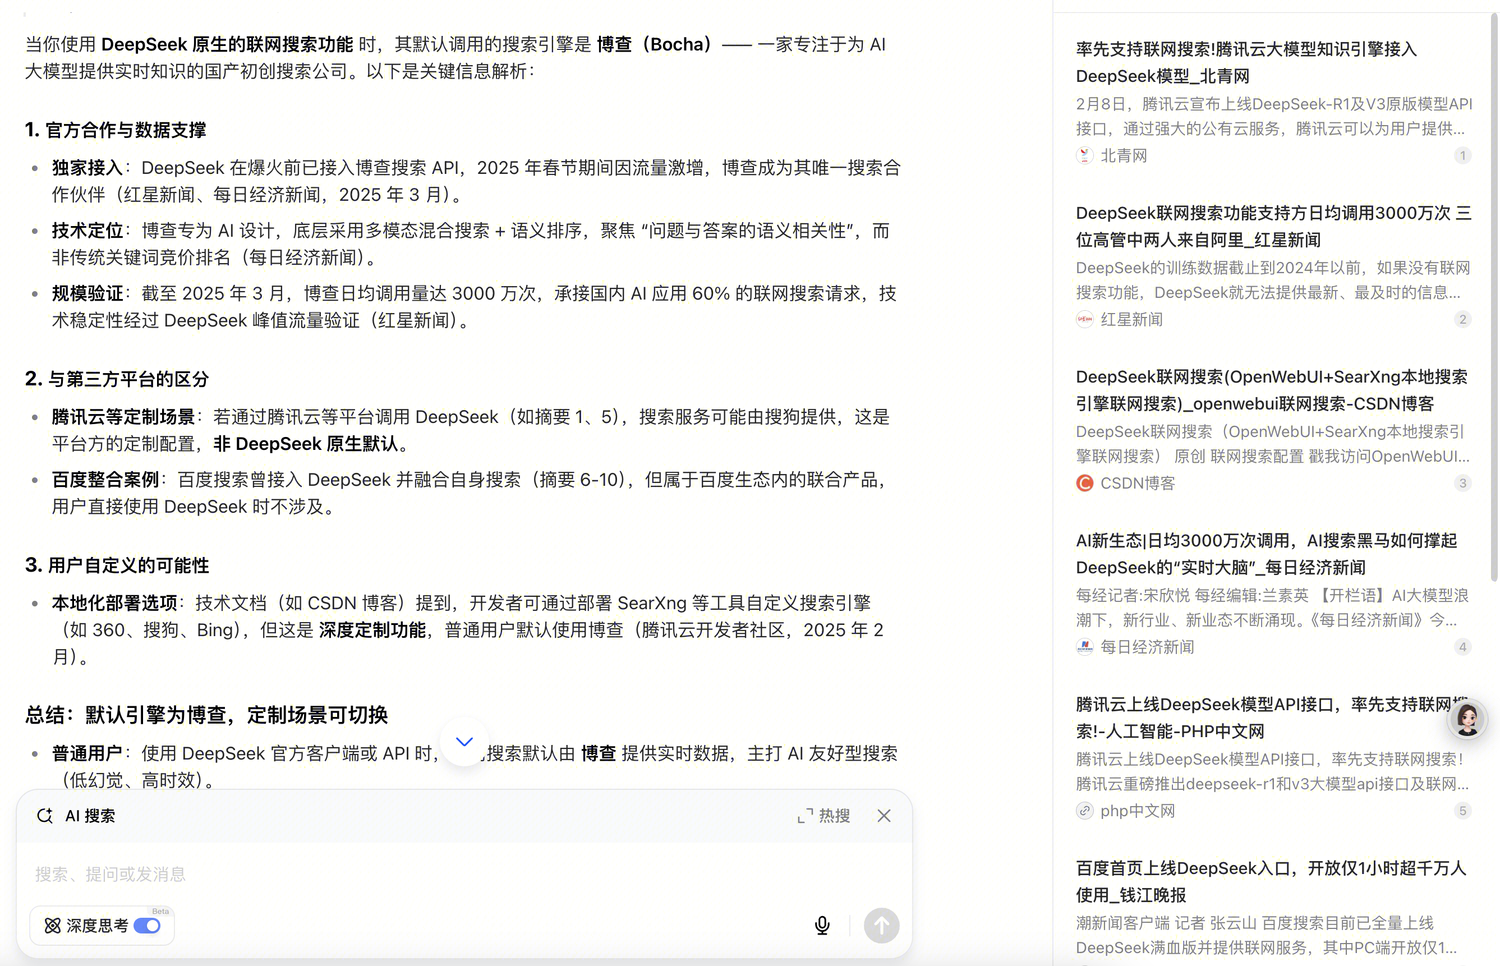 当你使用 DeepSeek 原生的联网搜索功能 时，其默认调用的搜索引擎是 博查（Bocha）—— 一家专注于为 AI
大模型提供实时知识的国产初创搜索公司。以下是关键信息解析：
1. 官方合作与数据支撑
• 独家接入：DeepSeek 在爆火前已接入博查搜索 API，2025 年春节期间因流量激增，博查成为其唯一搜索合
作伙伴（红星新闻、每日经济新闻，2025 年 3 月）。
• 技术定位：博查专为 AI 设计，底层采用多模态混合搜索 + 语义排序，聚焦 “问题与答案的语义相关性”，而
非传统关键词竞价排名（每日经济新闻）。
• 规模验证：截至 2025 年 3 月，博查日均调用量达 3000 万次，承接国内 AI 应用 60% 的联网搜索请求，技
术稳定性经过 DeepSeek 峰值流量验证（红星新闻）。
2. 与第三方平台的区分
• 腾讯云等定制场景：若通过腾讯云等平台调用 DeepSeek（如摘要 1、5），搜索服务可能由搜狗提供，这是
平台方的定制配置，非 DeepSeek 原生默认。
• 百度整合案例：百度搜索曾接入 DeepSeek 并融合自身搜索（摘要 6-10），但属于百度生态内的联合产品，
用户直接使用 DeepSeek 时不涉及。
3. 用户自定义的可能性
• 本地化部署选项：技术文档（如 CSDN 博客）提到，开发者可通过部署 SearXng 等工具自定义搜索引擎
（如 360、搜狗、Bing），但这是 深度定制功能，普通用户默认使用博查（腾讯云开发者社区，2025 年 2
月）。
总结：默认引擎为博查，定制场景可切换
• 普通用户：使用 DeepSeek 官方客户端或 API 时，搜索默认由 博查 提供实时数据，主打 AI 友好型搜索
（低幻觉、高时效）。
AI 搜索
热搜
搜索、提问或发消息
深度思考
Beta
率先支持联网搜索!腾讯云大模型知识引擎接入
DeepSeek模型_北青网
2月8日，腾讯云宣布上线DeepSeek-R1及V3原版模型API
接口，通过强大的公有云服务，腾讯云可以为用户提供...
北青网 1
DeepSeek联网搜索功能支持方日均调用3000万次 三
位高管中两人来自阿里_红星新闻
DeepSeek的训练数据截止到2024年以前，如果没有联网
搜索功能，DeepSeek就无法提供最新、最及时的信息...
红星新闻 2
DeepSeek联网搜索(OpenWebUI+SearXng本地搜索
引擎联网搜索)_openwebui联网搜索-CSDN博客
DeepSeek联网搜索（OpenWebUI+SearXng本地搜索引
擎联网搜索） 原创 联网搜索配置 戳我访问OpenWebUI...
CSDN博客 3
AI新生态|日均3000万次调用，AI搜索黑马如何撑起
DeepSeek的“实时大脑”_每日经济新闻
每经记者:宋欣悦 每经编辑:兰素英 【开栏语】AI大模型浪
潮下，新行业、新业态不断涌现。《每日经济新闻》今...
每日经济新闻 4
腾讯云上线DeepSeek模型API接口，率先支持联网搜
索!-人工智能-PHP中文网
腾讯云上线DeepSeek模型API接口，率先支持联网搜索！
腾讯云重磅推出deepseek-r1和v3大模型api接口及联网...
php中文网 5
百度首页上线DeepSeek入口，开放仅1小时超千万人
使用_钱江晚报
潮新闻客户端 记者 张云山 百度搜索目前已全量上线
DeepSeek满血版并提供联网服务，其中PC端开放仅1...